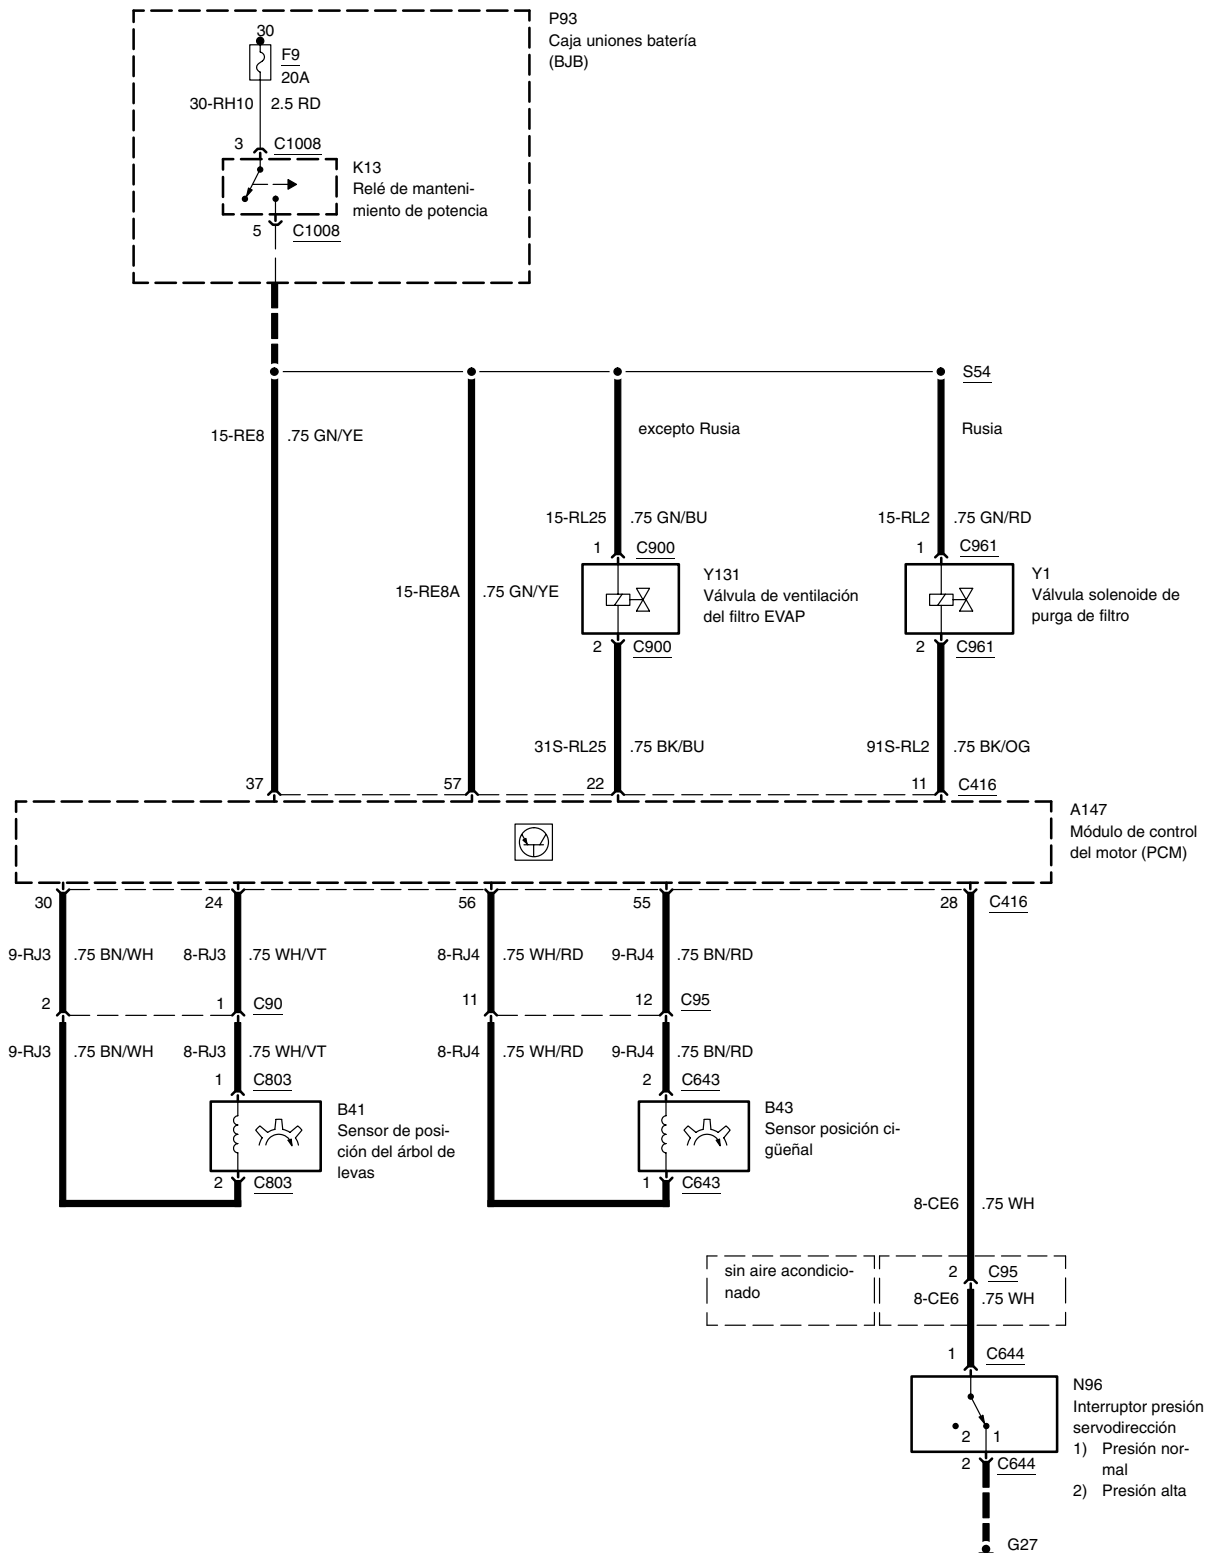 P93
Caja uniones batería
(BJB)
30
F9
20A
30-RH10 2.5 RD
3 C1008
K13
Relé de manteni-
miento de potencia
5 C1008
S54
15-RE8 .75 GN/YE
excepto Rusia
Rusia
15-RL25 .75 GN/BU
15-RL2 .75 GN/RD
1 C900
1 C961
15-RE8A .75 GN/YE
Y131
Válvula de ventilación
del filtro EVAP
Y1
Válvula solenoide de
purga de filtro
2 C900
2 C961
31S-RL25 .75 BK/BU
91S-RL2 .75 BK/OG
37 57 22 11 C416
A147
Módulo de control
del motor (PCM)
30 24 56 55 28 C416
9-RJ3 .75 BN/WH 8-RJ3 .75 WH/VT 8-RJ4 .75 WH/RD 9-RJ4 .75 BN/RD
2 1 C90 11 12 C95
9-RJ3 .75 BN/WH 8-RJ3 .75 WH/VT 8-RJ4 .75 WH/RD 9-RJ4 .75 BN/RD
1 C803 2 C643
B41
Sensor de posi-
ción del árbol de
levas
B43
Sensor posición ci-
güeñal
2 C803 1 C643
8-CE6 .75 WH
sin aire acondicio-
nado
2 C95
8-CE6 .75 WH
1 C644
N96
Interruptor presión
servodirección
1) Presión nor-
mal
2) Presión alta
2 1
2 C644
G27